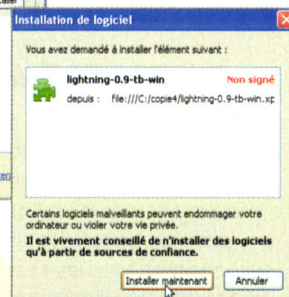 Installation de logiciel
Vous avez demandé à installer l'élément suivant :
lightning-0.9-tb-win Non signé
depuis : file:///C:/copie4/lightning-0.9-tb-win.xp
Certains logiciels malveillants peuvent endommager votre
ordinateur ou violer votre vie privée.
Il est vivement conseillé de n'installer des logiciels
qu'à partir de sources de confiance.
Installer maintenant Annuler